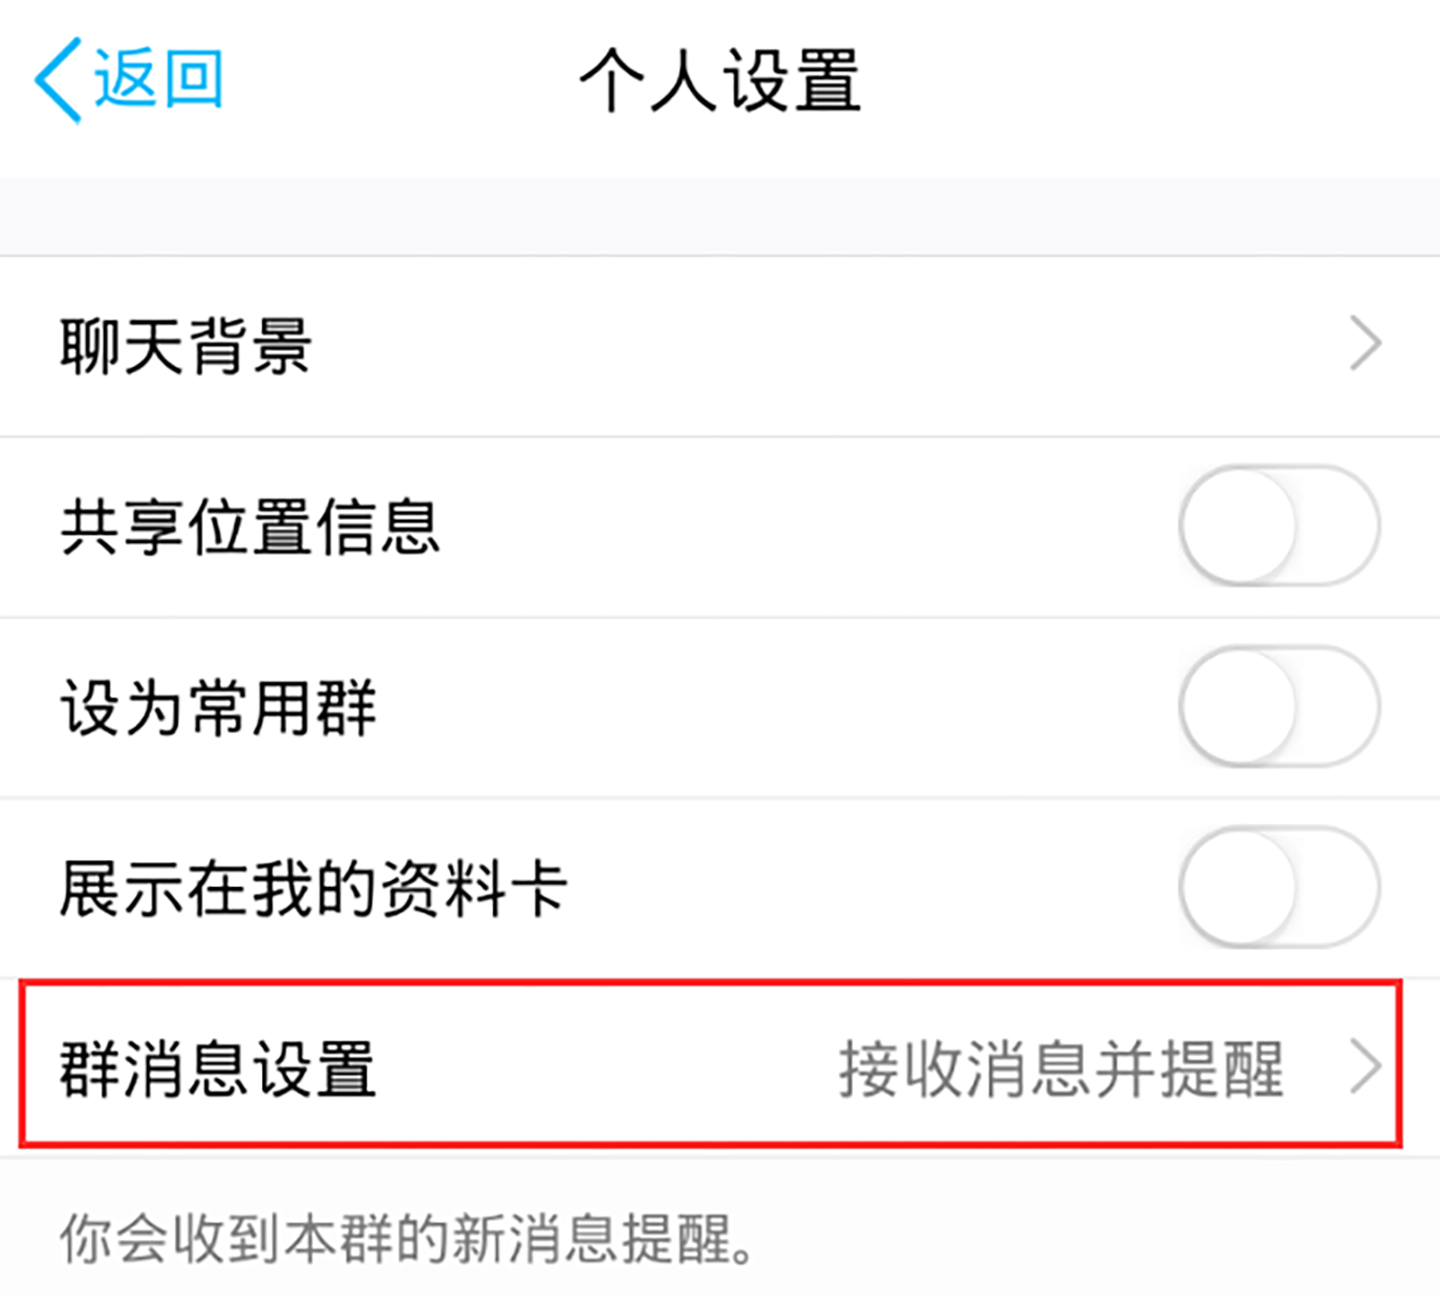 返回
个人设置
聊天背景
共享位置信息
设为常用群
展示在我的资料卡
群消息设置 接收消息并提醒
你会收到本群的新消息提醒。